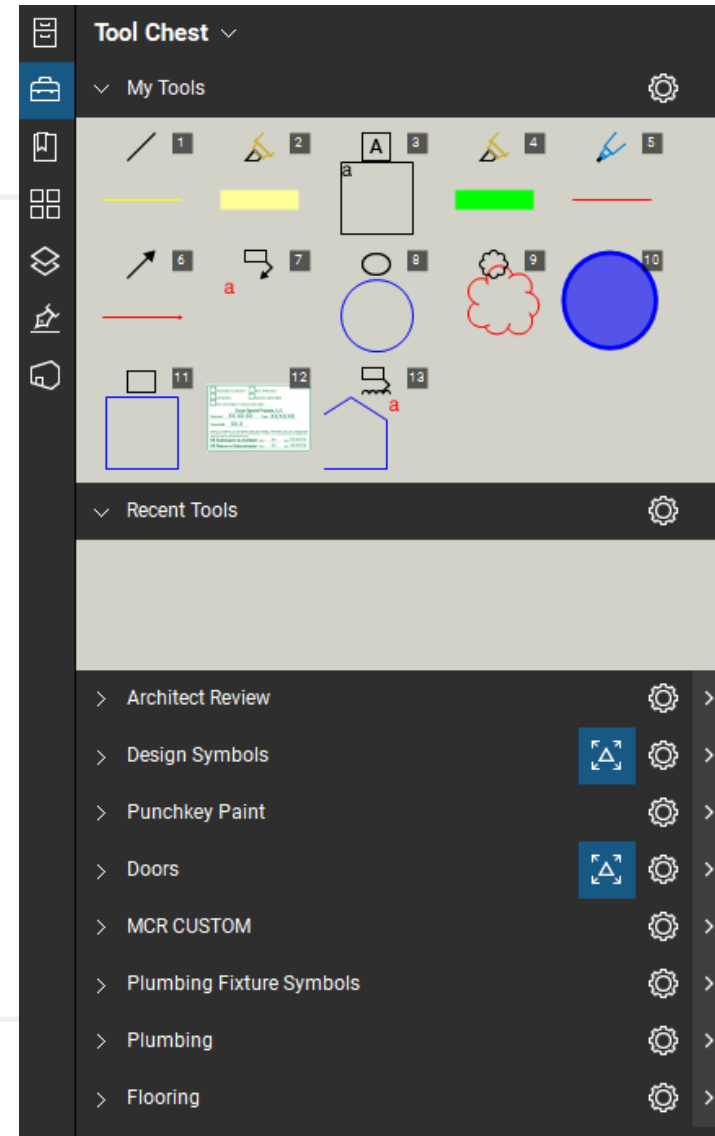 Tool Chest
My Tools
1 2 A 3 4 5
a
6 7 8 9 10
a
11 12 13
a
Recent Tools
Architect Review
Design Symbols
Punchkey Paint
Doors
MCR CUSTOM
Plumbing Fixture Symbols
Plumbing
Flooring